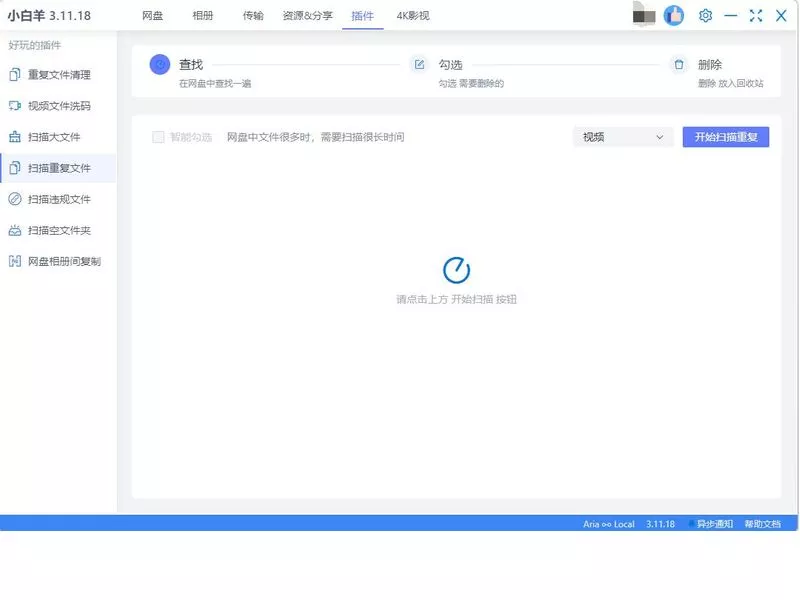 小白羊 3.11.18
网盘 相册 传输 资源&分享 插件 4K影视
好玩的插件
重复文件清理
视频文件洗码
扫描大文件
扫描重复文件
扫描违规文件
扫描空文件夹
网盘相册间复制
查找 勾选 删除
在网盘中查找一遍 勾选 需要删除的 删除 放入回收站
智能勾选 网盘中文件很多时，需要扫描很长时间 视频 开始扫描重复
请点击上方 开始扫描 按钮
Aria ∞ Local 3.11.18 异步通知 帮助文档